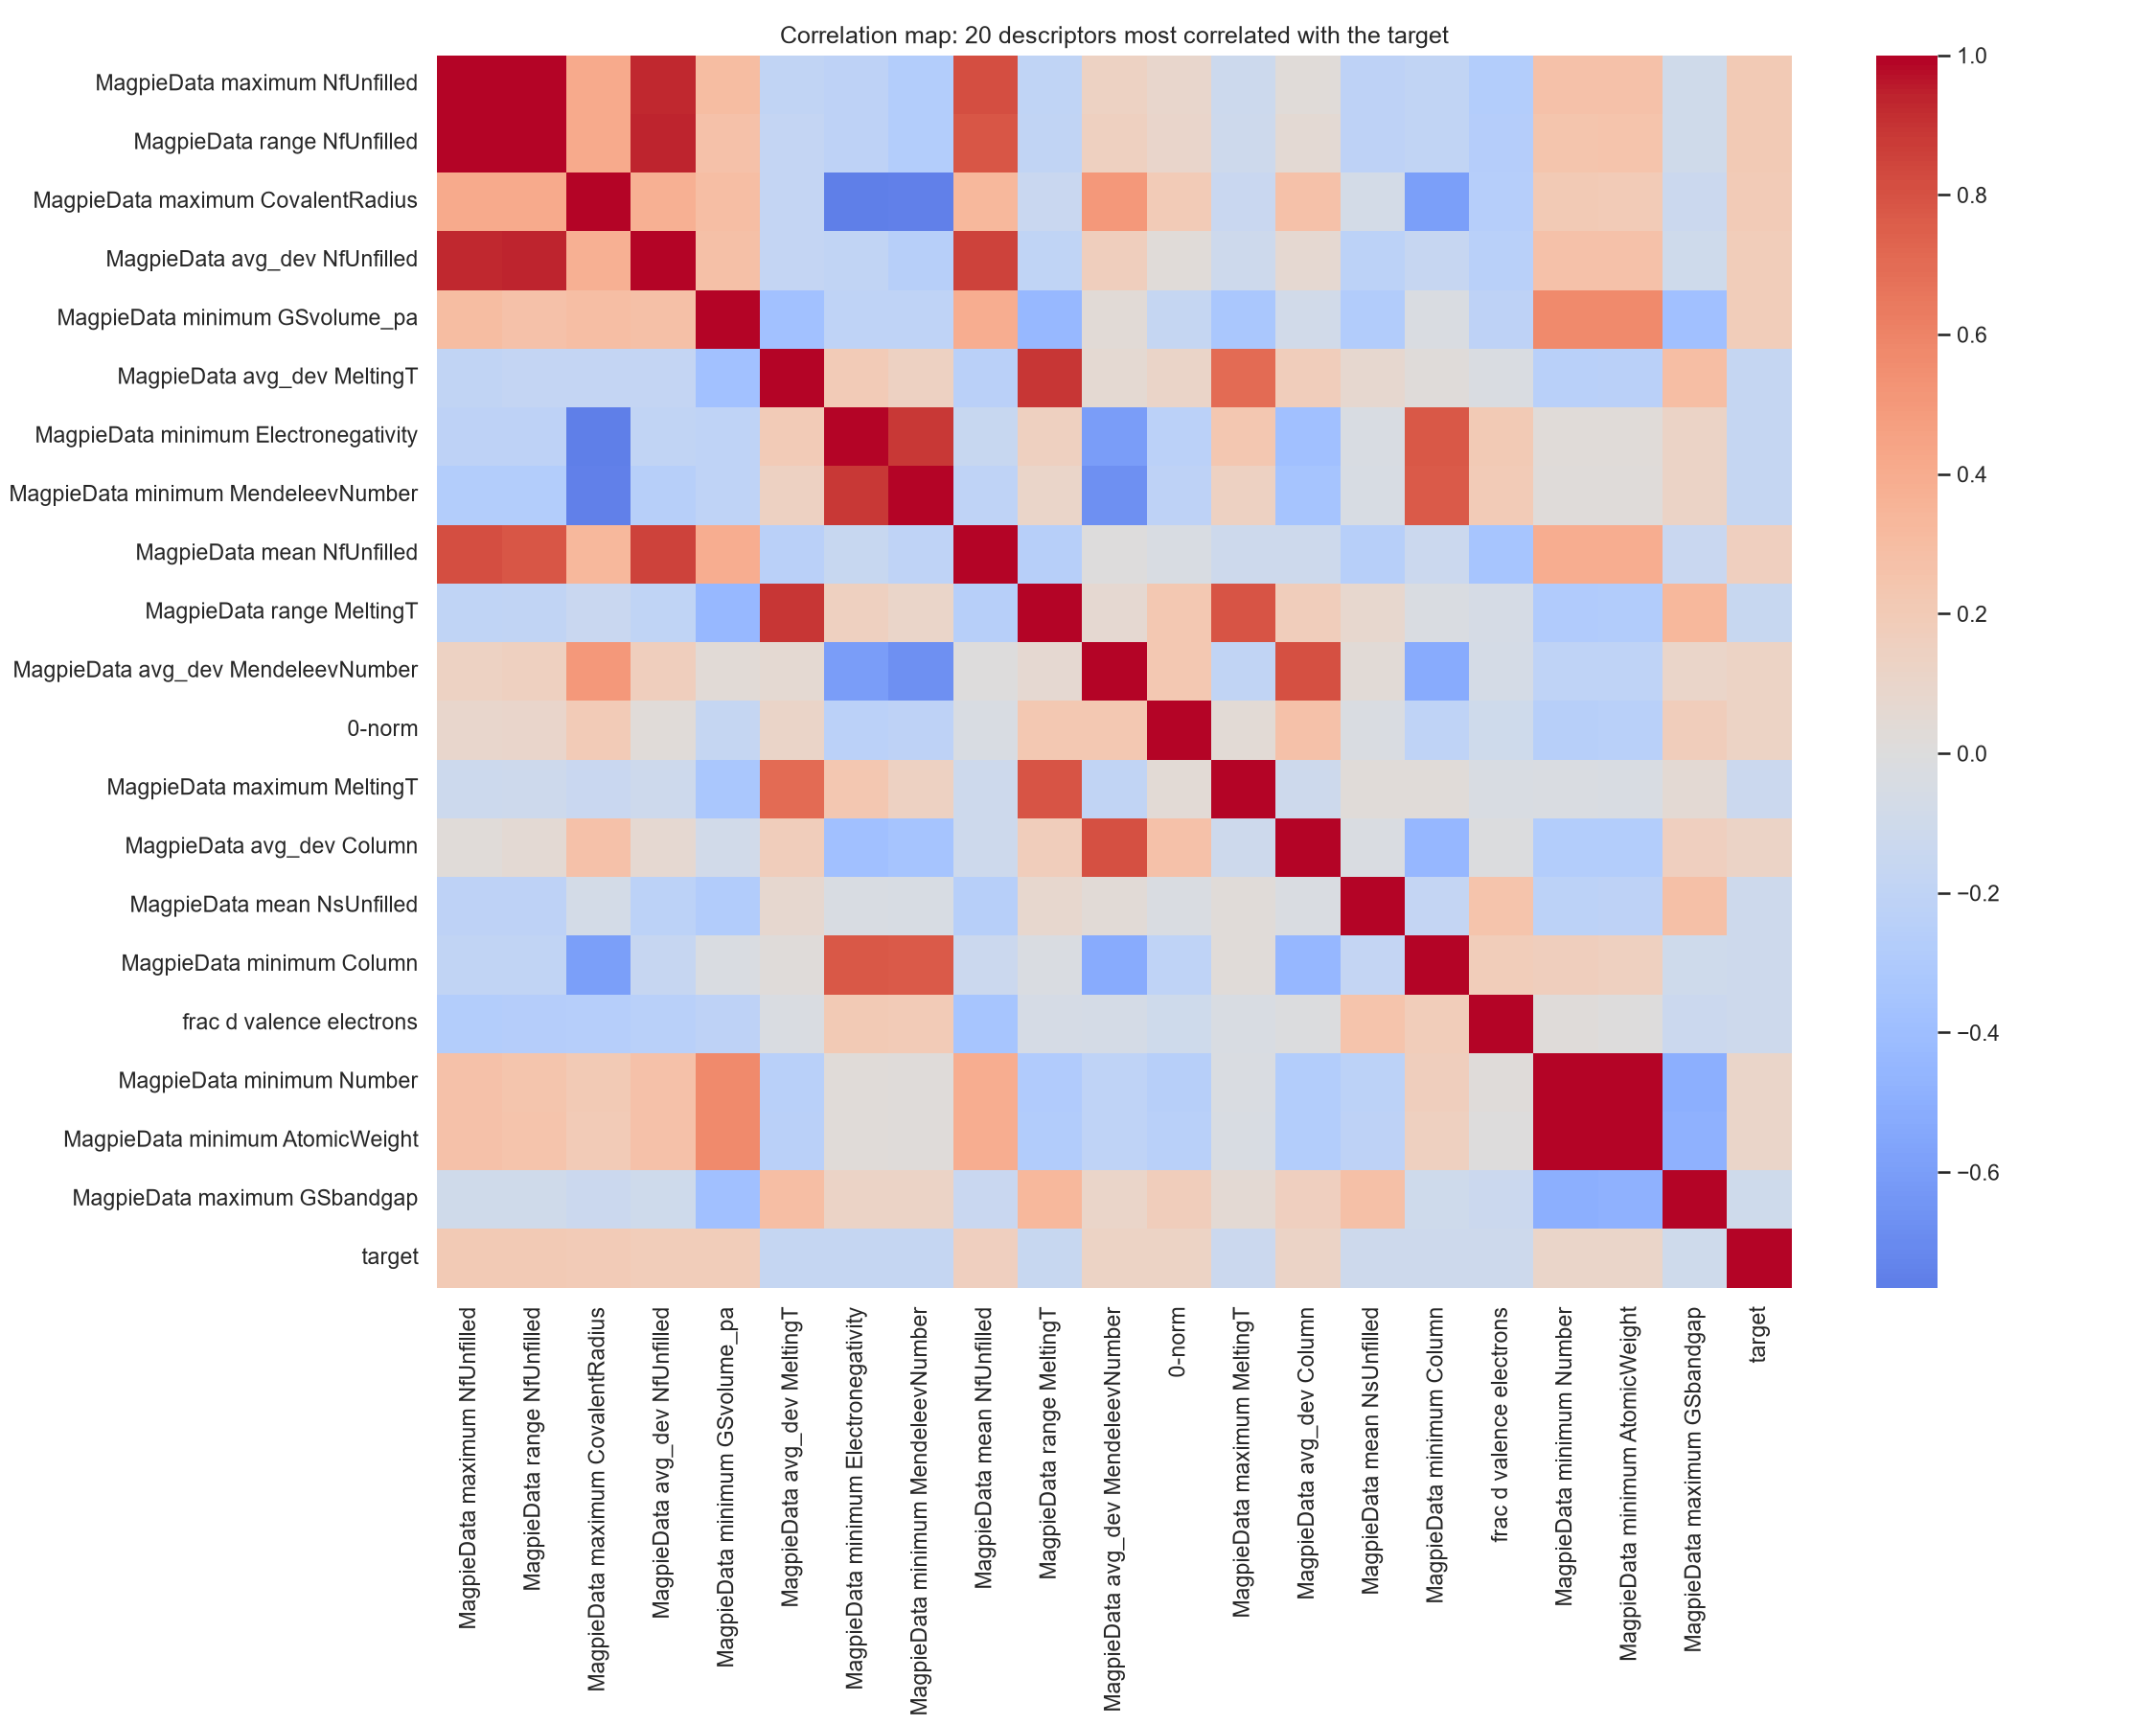 Correlation map: 20 descriptors most correlated with the target
MagpieData maximum NfUnfilled
MagpieData range NfUnfilled
MagpieData maximum CovalentRadius
MagpieData avg_dev NfUnfilled
MagpieData minimum GSvolume_pa
MagpieData avg_dev MeltingT
MagpieData minimum Electronegativity
MagpieData minimum MendeleevNumber
MagpieData mean NfUnfilled
MagpieData range MeltingT
MagpieData avg_dev MendeleevNumber
0-norm
MagpieData maximum MeltingT
MagpieData avg_dev Column
MagpieData mean NsUnfilled
MagpieData minimum Column
frac d valence electrons
MagpieData minimum Number
MagpieData minimum AtomicWeight
MagpieData maximum GSbandgap
target
MagpieData maximum NfUnfilled
MagpieData range NfUnfilled
MagpieData maximum CovalentRadius
MagpieData avg_dev NfUnfilled
MagpieData minimum GSvolume_pa
MagpieData avg_dev MeltingT
MagpieData minimum Electronegativity
MagpieData minimum MendeleevNumber
MagpieData mean NfUnfilled
MagpieData range MeltingT
MagpieData avg_dev MendeleevNumber
0-norm
MagpieData maximum MeltingT
MagpieData avg_dev Column
MagpieData mean NsUnfilled
MagpieData minimum Column
frac d valence electrons
MagpieData minimum Number
MagpieData minimum AtomicWeight
MagpieData maximum GSbandgap
target
1.0
0.8
0.6
0.4
0.2
0.0
−0.2
−0.4
−0.6